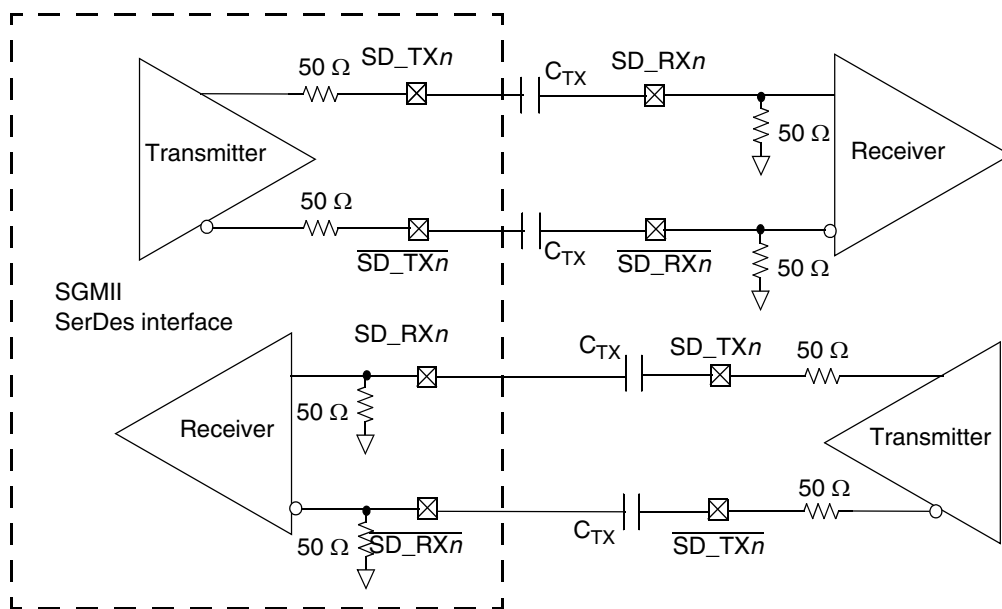 50 Ω
SD_TXn
C_TX
SD_RXn
Transmitter
50 Ω
Receiver
50 Ω
SD_TXn
C_TX
SD_RXn
50 Ω
SGMII
SerDes interface
SD_RXn
C_TX
SD_TXn
50 Ω
50 Ω
Receiver
Transmitter
50 Ω
50 Ω
SD_RXn
C_TX
SD_TXn